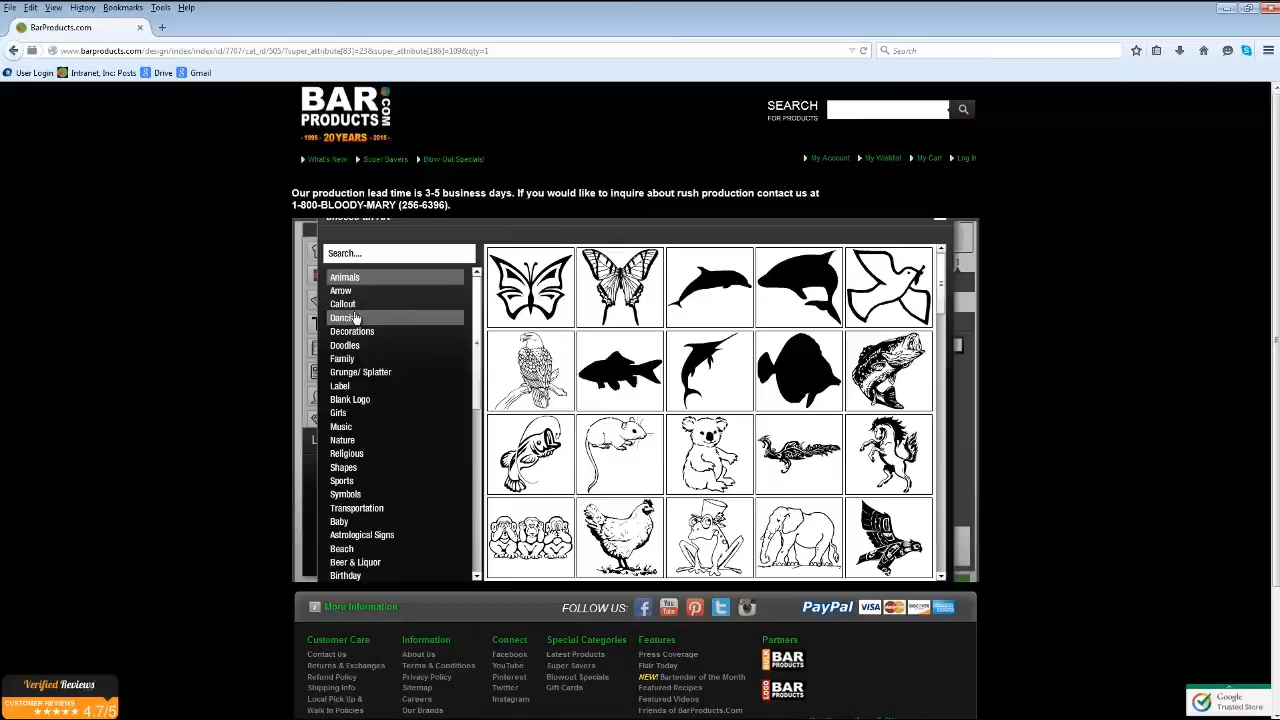 File Edit View History Bookmarks Tools Help
BarProducts.com
www.barproducts.com/design/index/index/id/7707/cat_id/505/?super_attribute[83]=23&super_attribute[186]=109&qty=1
Search
User Login Intranet, Inc: Posts Drive Gmail
BAR PRODUCTS .COM
- 1995 - 20 YEARS - 2015 -
SEARCH
FOR PRODUCTS
What's New Super Savers Blow Out Specials!
My Account My Wishlist My Cart Log In
Our production lead time is 3-5 business days. If you would like to inquire about rush production contact us at
1-800-BLOODY-MARY (256-6396).
Choose an Art
Search....
Animals
Arrow
Callout
Dancing
Decorations
Doodles
Family
Grunge/ Splatter
Label
Blank Logo
Girls
Music
Nature
Religious
Shapes
Sports
Symbols
Transportation
Baby
Astrological Signs
Beach
Beer & Liquor
Birthday
More Information
FOLLOW US:
You Tube
PayPal VISA
Customer Care Information Connect Special Categories Features Partners
Contact Us About Us Facebook Latest Products Press Coverage
Returns & Exchanges Terms & Conditions YouTube Super Savers Flair Today
Refund Policy Privacy Policy Pinterest Blowout Specials NEW! Bartender of the Month
Shipping Info Sitemap Twitter Gift Cards Featured Recipes
Local Pick Up & Careers Instagram Featured Videos
Walk In Policies Our Brands Friends of BarProducts.Com
BAR PRODUCTS
BAR PRODUCTS
Verified Reviews
CUSTOMER REVIEWS
4.7/5
Google
Trusted Store